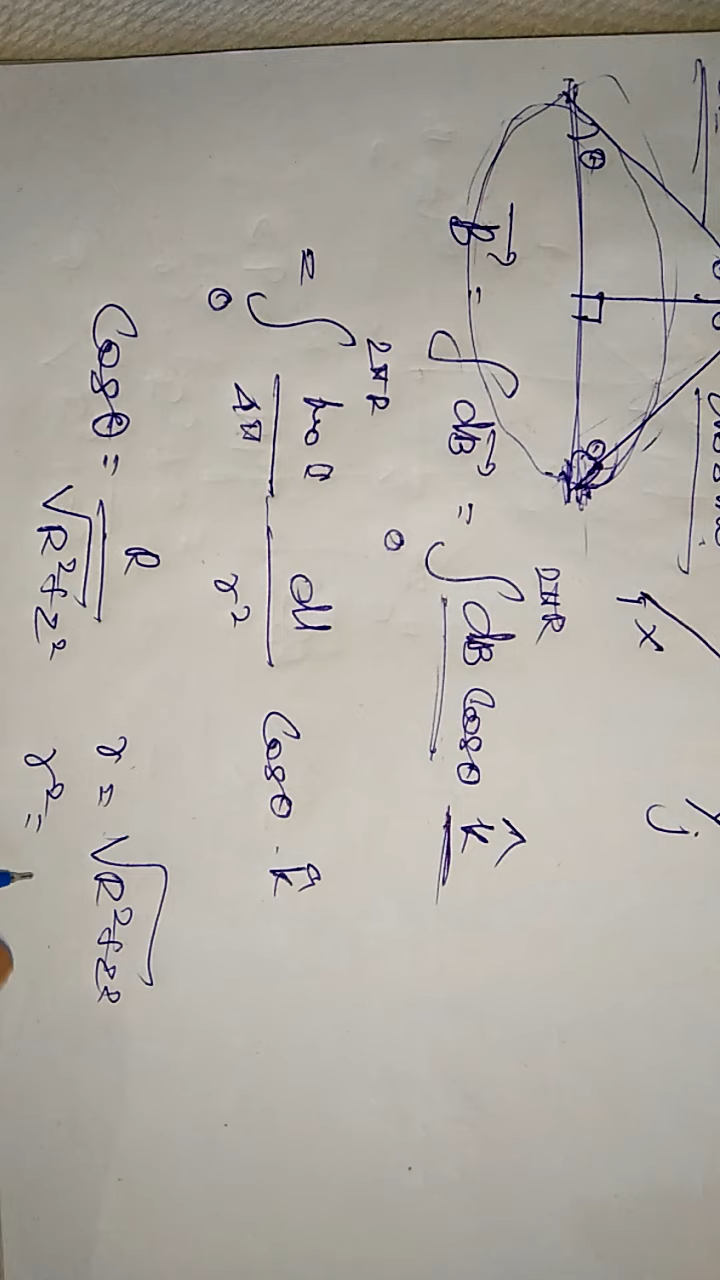 θ
θ
x
y
j
B⃗ = ∫ dB⃗ = ∫₀^{2πR} dB Cosθ k̂
= ∫₀^{2πR} μ₀I/4π dl/r² Cosθ · k̂
Cosθ = R/√R²+z² r = √R²+z²
r² =